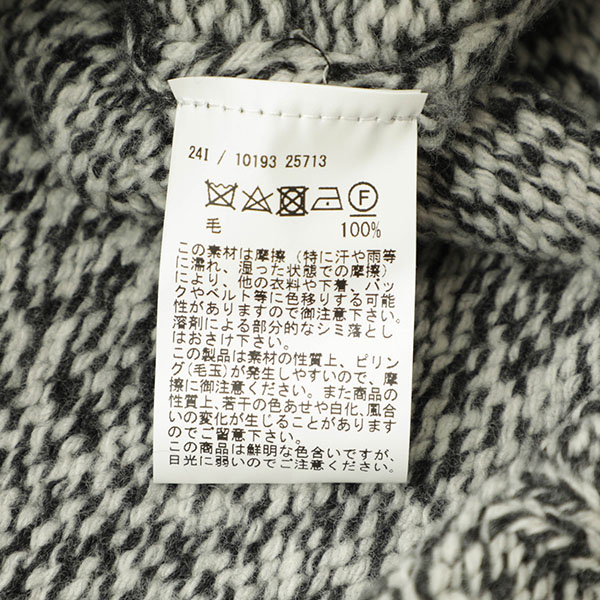 24I / 10193 25713
F
毛 100%
この素材は摩擦 (特に汗や雨等
に濡れ、湿った状態での摩擦)
により、他の衣料や下着、バッ
クやベルト等に色移りする可能
性がありますので御注意下さい。
溶剤による部分的なシミ落とし
はおさけ下さい。
この製品は素材の性質上、ピリン
グ(毛玉)が発生しやすいので、摩
擦に御注意ください。また商品の
性質上、若干の色あせや白化、風合
いの変化が生じることがあります
のでご留意下さい。
この商品は鮮明な色合いですが、
日光に弱いのでご注意ください。